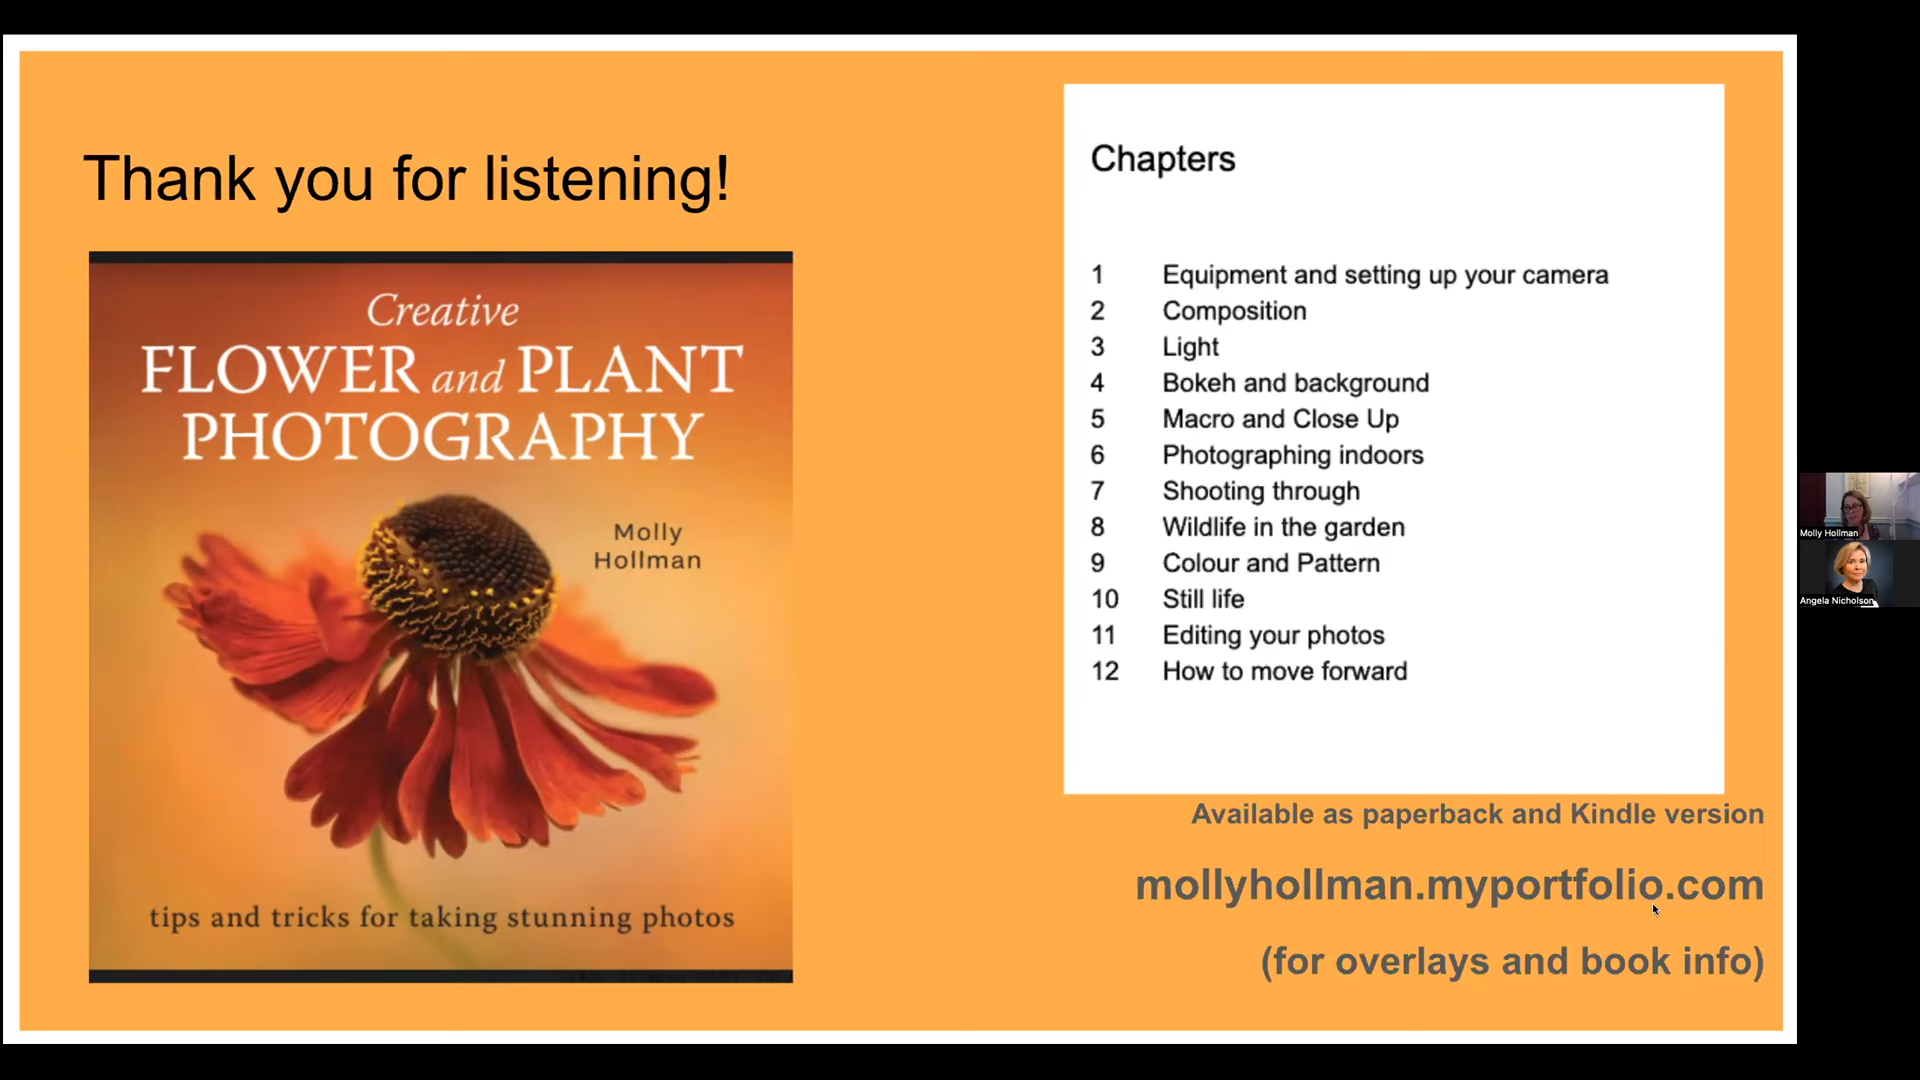 Thank you for listening!
Creative
FLOWER and PLANT
PHOTOGRAPHY
Molly
Hollman
tips and tricks for taking stunning photos
Chapters
1 Equipment and setting up your camera
2 Composition
3 Light
4 Bokeh and background
5 Macro and Close Up
6 Photographing indoors
7 Shooting through
8 Wildlife in the garden
9 Colour and Pattern
10 Still life
11 Editing your photos
12 How to move forward
Available as paperback and Kindle version
mollyhollman.myportfolio.com
(for overlays and book info)
Molly Hollman
Angela Nicholson